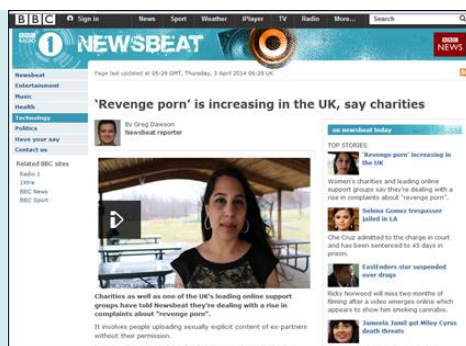 BBC Sign in News Sport Weather iPlayer TV Radio More... Search
BBC RADIO 1 NEWSBEAT
BBC NEWS
Page last updated at 05:29 GMT, Thursday, 3 April 2014 06:29 UK
Newsbeat
Entertainment
Music
Health
Technology
Politics
Have your say
Contact us
Related BBC sites
Radio 1
1Xtra
BBC News
BBC Sport
'Revenge porn' is increasing in the UK, say charities
By Greg Dawson
Newsbeat reporter
Charities as well as one of the UK's leading online support
groups have told Newsbeat they're dealing with a rise in
complaints about "revenge porn".
It involves people uploading sexually explicit content of ex-partners
without their permission.
on newsbeat today
TOP STORIES
'Revenge porn' increasing in
the UK
Women's charities and leading online
support groups say they're dealing with a
rise in complaints about "revenge porn".
Selena Gomez trespasser
jailed in LA
Che Cruz admitted to the charge in court
and has been sentenced to 45 days in
prison.
EastEnders star suspended
over drugs
Ricky Norwood will miss two months of
filming after a video emerges online which
appears to show him smoking cannabis.
Jameela Jamil got Miley Cyrus
death threats